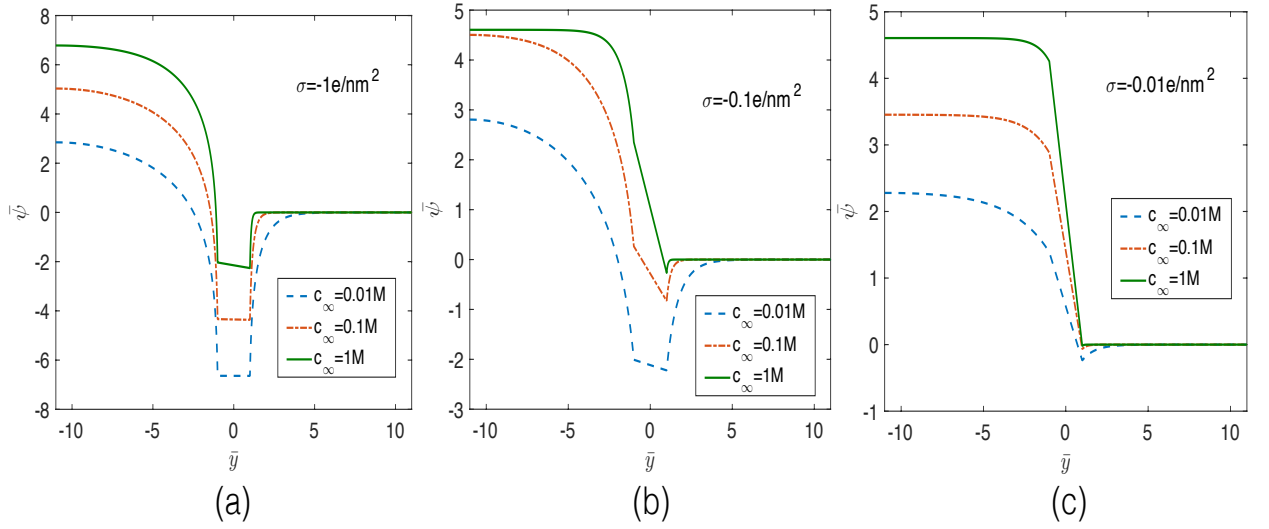 8
6
4
2
0
-2
-4
-6
-8
ψ̄
σ=-1e/nm²
c∞=0.01M
c∞=0.1M
c∞=1M
-10 -5 0 5 10
ȳ
(a)
5
4
3
2
1
0
-1
-2
-3
ψ̄
σ=-0.1e/nm²
c∞=0.01M
c∞=0.1M
c∞=1M
-10 -5 0 5 10
ȳ
(b)
5
4
3
2
1
0
-1
ψ̄
σ=-0.01e/nm²
c∞=0.01M
c∞=0.1M
c∞=1M
-10 -5 0 5 10
ȳ
(c)